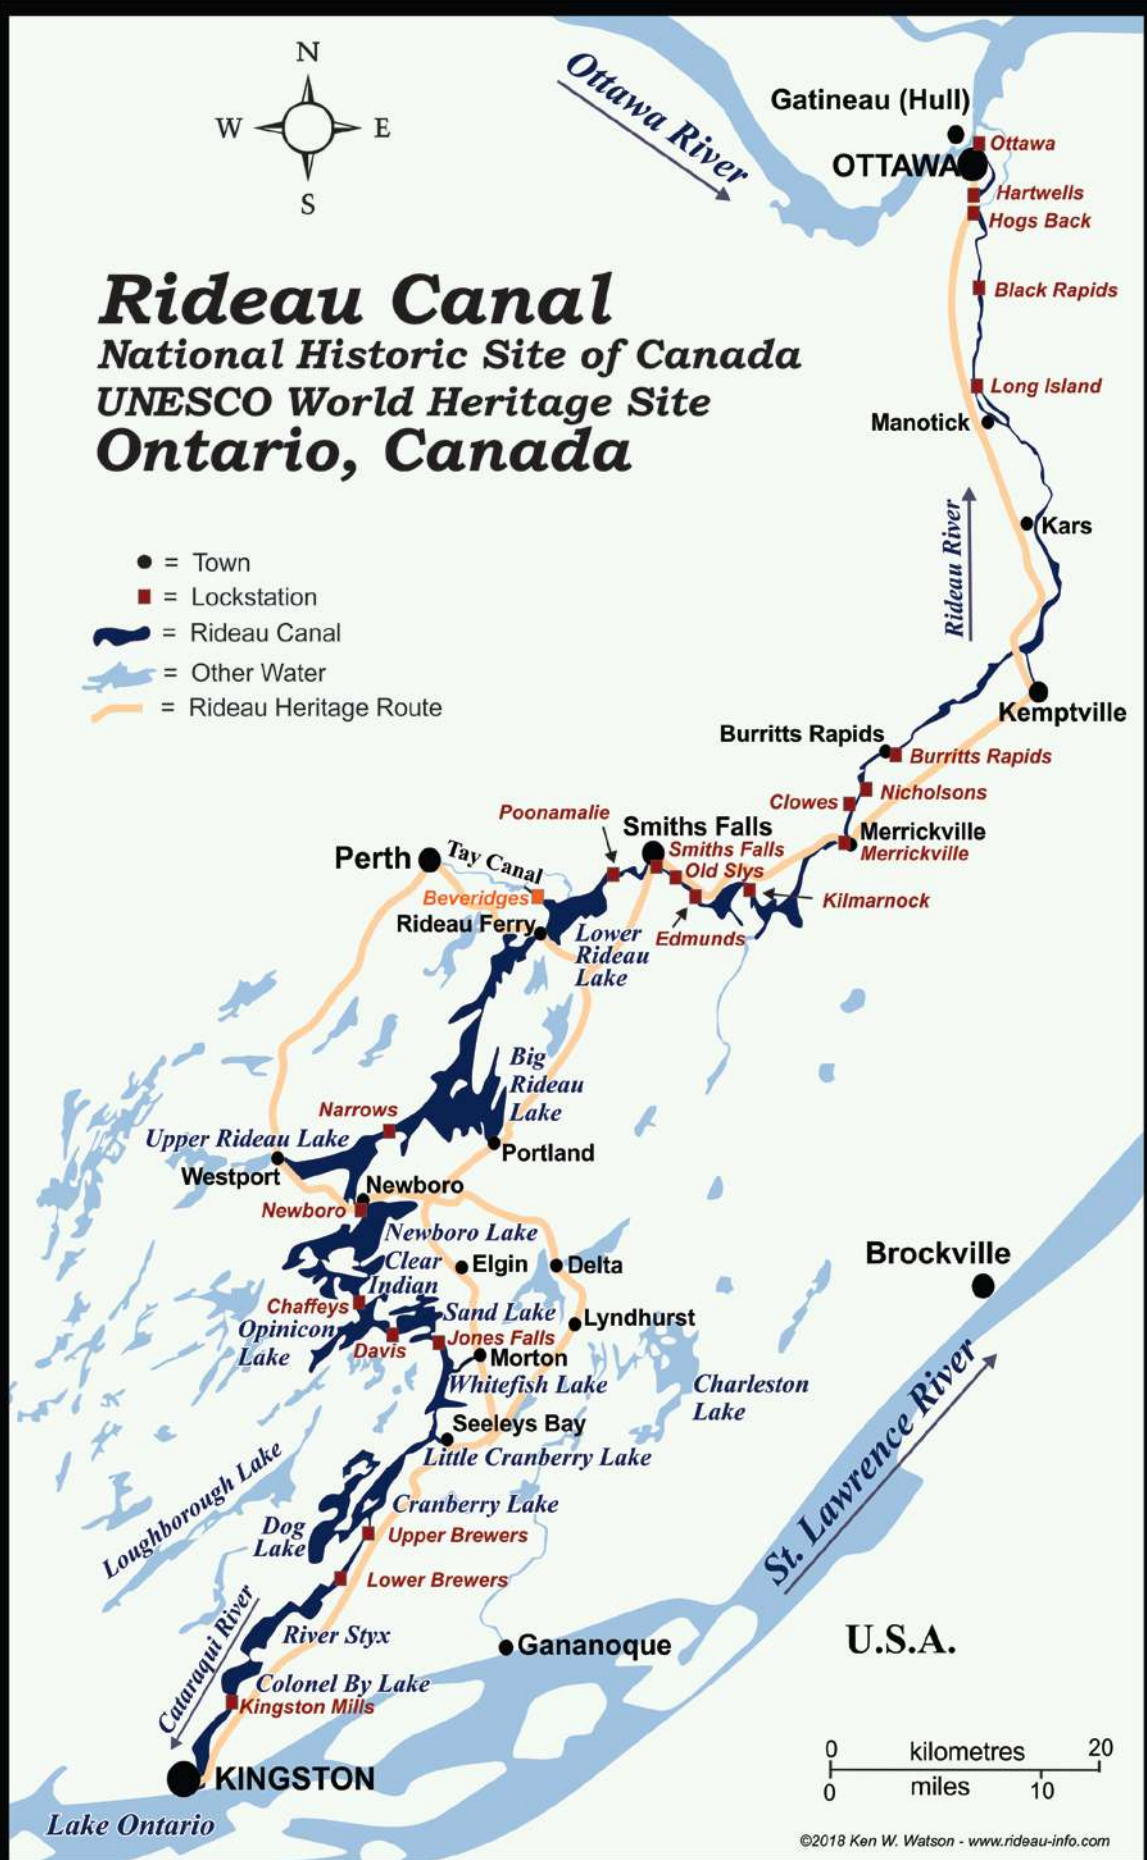 N
W
E
S
Ottawa River
Gatineau (Hull)
Ottawa
OTTAWA
Hartwells
Hogs Back
Rideau Canal
National Historic Site of Canada
UNESCO World Heritage Site
Ontario, Canada
Black Rapids
Long Island
Manotick
Rideau River
Kars
= Town
= Lockstation
= Rideau Canal
= Other Water
= Rideau Heritage Route
Kemptville
Burritts Rapids
Burritts Rapids
Nicholsons
Clowes
Poonamalie
Smiths Falls
Merrickville
Smiths Falls
Merrickville
Perth
Tay Canal
Old Slys
Beveridges
Kilmarnock
Rideau Ferry
Edmunds
Lower
Rideau
Lake
Big
Rideau
Lake
Narrows
Upper Rideau Lake
Portland
Westport
Newboro
Newboro
Newboro Lake
Clear
Elgin
Delta
Brockville
Indian
Chaffeys
Sand Lake
Lyndhurst
Opinicon
Lake
Jones Falls
Davis
Morton
Whitefish Lake
Charleston
Lake
Seeleys Bay
Little Cranberry Lake
Loughborough Lake
Cranberry Lake
Dog
Lake
Upper Brewers
St. Lawrence River
Lower Brewers
Cataraqui River
River Styx
Gananoque
U.S.A.
Colonel By Lake
Kingston Mills
KINGSTON
Lake Ontario
0 kilometres 20
0 miles 10
©2018 Ken W. Watson - www.rideau-info.com